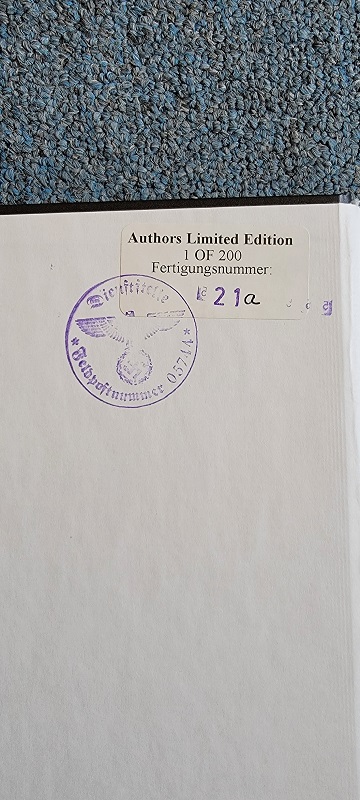 Authors Limited Edition
1 OF 200
Fertigungsnummer:
21a
Dienststelle
* Feldpostnummer 05744 *